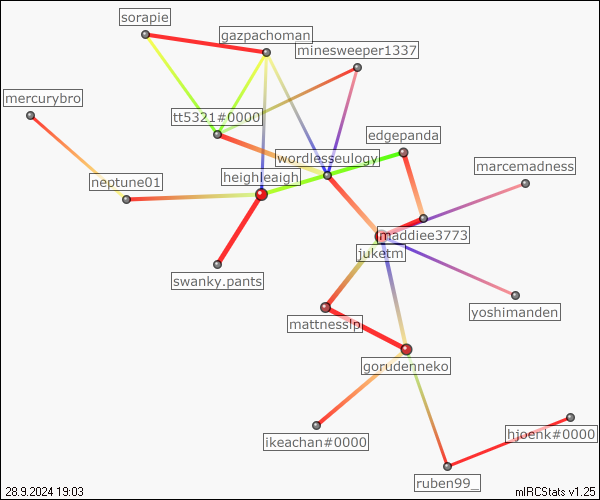 sorapie
gazpachoman
minesweeper1337
mercurybro
tt5321#0000
edgepanda
wordlesseulogy
marcemadness
heighleaigh
neptune01
maddiee3773
juketm
swanky.pants
yoshimanden
mattnesslp
gorudenneko
hjoenk#0000
ikeachan#0000
ruben99_
28.9.2024 19:03
mIRCStats v1.25